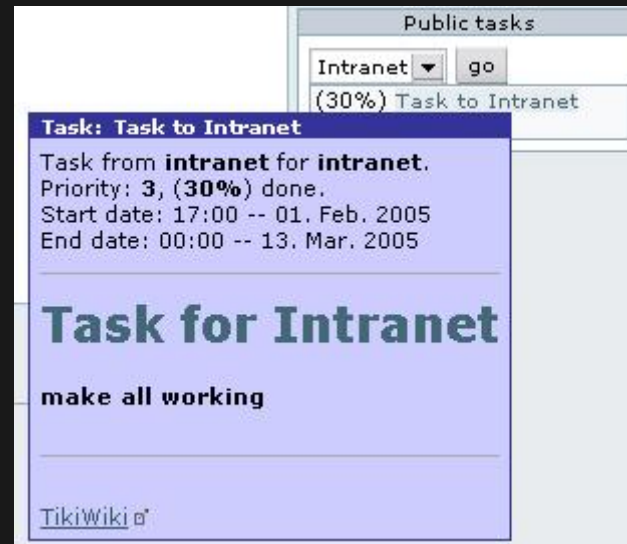 Public tasks
Intranet go
(30%) Task to Intranet
Task: Task to Intranet
Task from intranet for intranet.
Priority: 3, (30%) done.
Start date: 17:00 -- 01. Feb. 2005
End date: 00:00 -- 13. Mar. 2005
Task for Intranet
make all working
TikiWiki